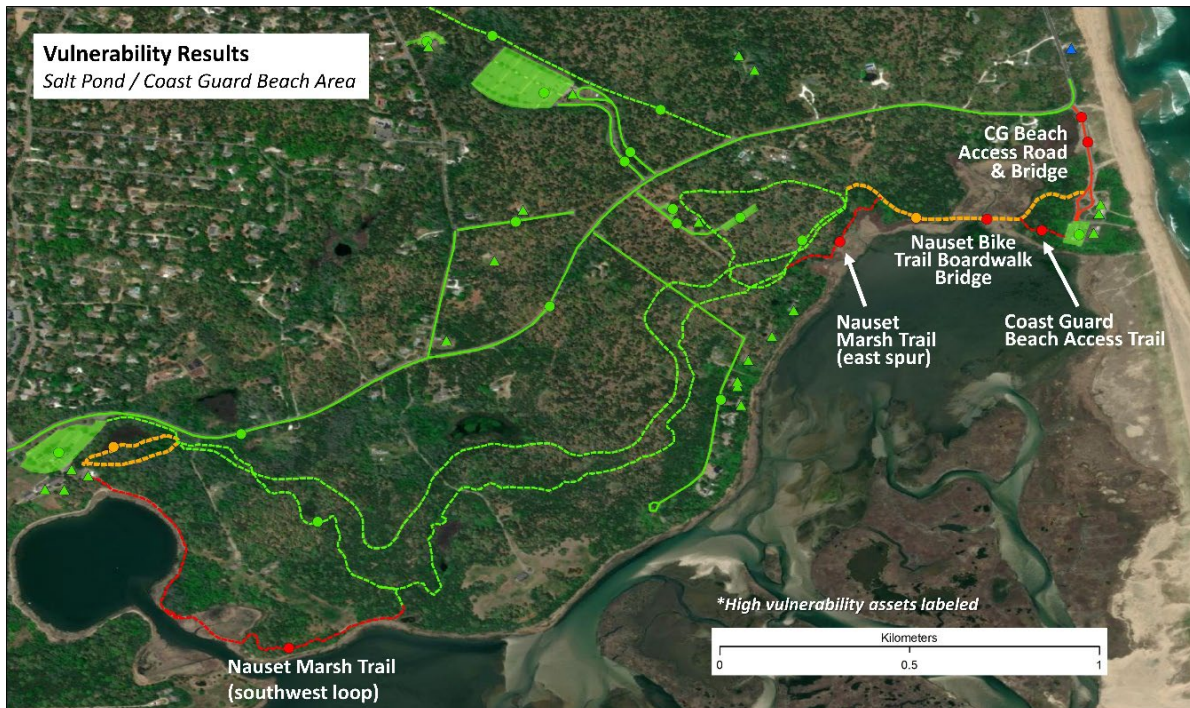 Vulnerability Results
Salt Pond / Coast Guard Beach Area
CG Beach
Access Road
& Bridge
Nauset Bike
Trail Boardwalk
Bridge
Nauset
Marsh Trail
(east spur)
Coast Guard
Beach Access Trail
*High vulnerability assets labeled
Kilometers
0
0.5
1
Nauset Marsh Trail
(southwest loop)